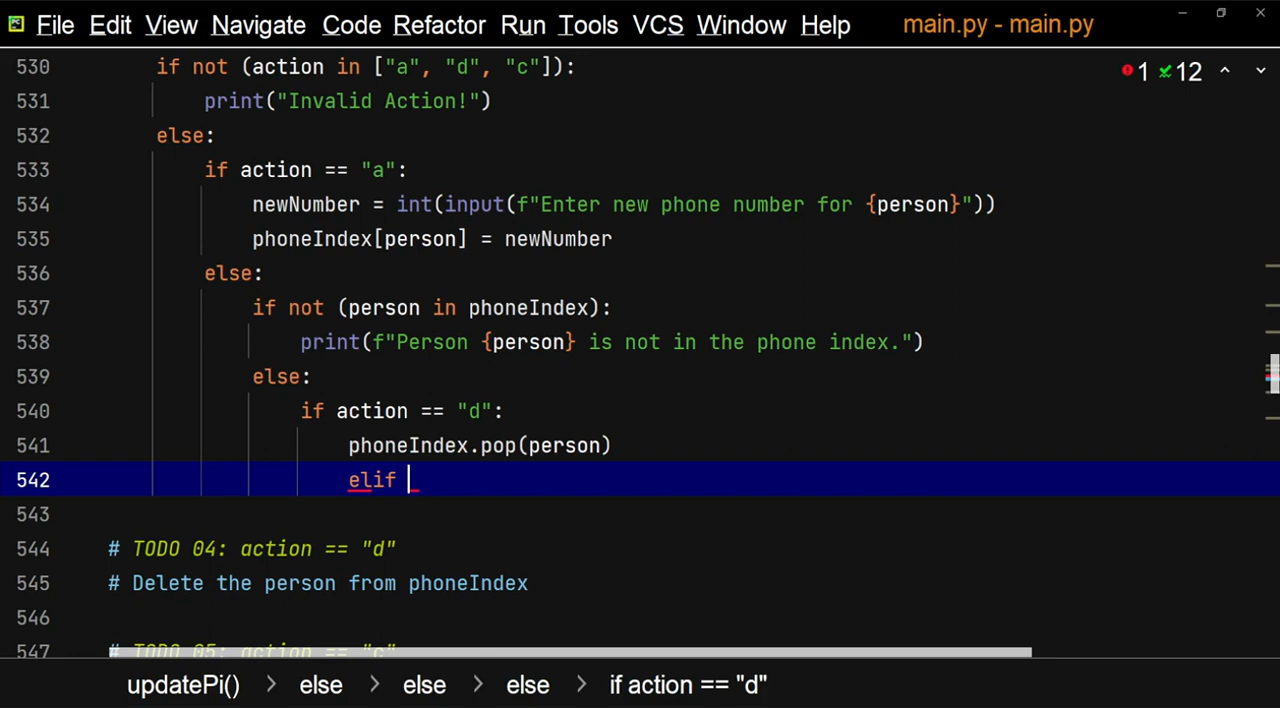 File Edit View Navigate Code Refactor Run Tools VCS Window Help main.py - main.py
530 if not (action in ["a", "d", "c"]): 1 12
531 print("Invalid Action!")
532 else:
533 if action == "a":
534 newNumber = int(input(f"Enter new phone number for {person}"))
535 phoneIndex[person] = newNumber
536 else:
537 if not (person in phoneIndex):
538 print(f"Person {person} is not in the phone index.")
539 else:
540 if action == "d":
541 phoneIndex.pop(person)
542 elif
543
544 # TODO 04: action == "d"
545 # Delete the person from phoneIndex
546
547 # TODO 05: action == "c"
updatePi() > else > else > else > if action == "d"